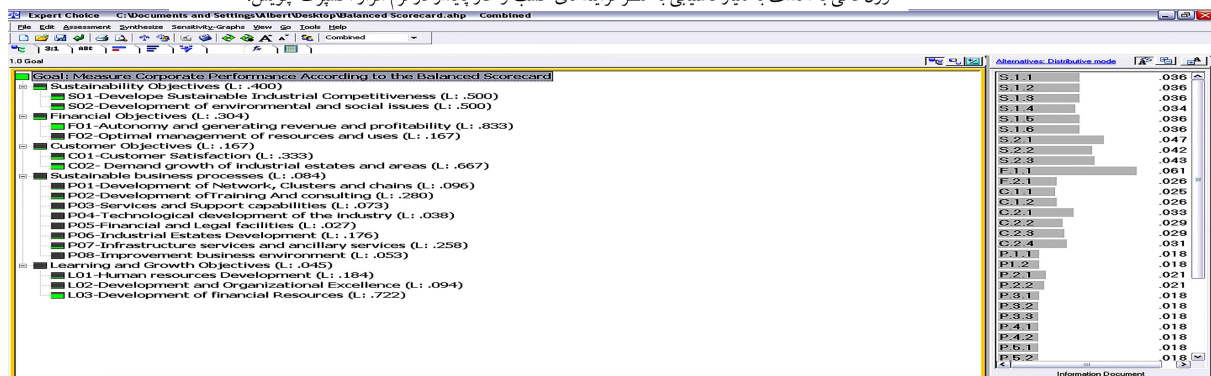 Expert Choice C:\Documents and Settings\Albert\Desktop\Balanced Scorecard.ahp Combined
File Edit Assessment Synthesize Sensitivity-Graphs View Go Tools Help
Combined
3:1 ABC
1.0 Goal
Goal: Measure Corporate Performance According to the Balanced Scorecard
Sustainability Objectives (L: .400)
S01-Develope Sustainable Industrial Competitiveness (L: .500)
S02-Development of environmental and social issues (L: .500)
Financial Objectives (L: .304)
F01-Autonomy and generating revenue and profitability (L: .833)
F02-Optimal management of resources and uses (L: .167)
Customer Objectives (L: .167)
C01-Customer Satisfaction (L: .333)
C02- Demand growth of industrial estates and areas (L: .667)
Sustainable business processes (L: .084)
P01-Development of Network, Clusters and chains (L: .096)
P02-Development ofTraining And consulting (L: .280)
P03-Services and Support capabilities (L: .073)
P04-Technological development of the industry (L: .038)
P05-Financial and Legal facilities (L: .027)
P06-Industrial Estates Development (L: .176)
P07-Infrastructure services and ancillary services (L: .258)
P08-Improvement business environment (L: .053)
Learning and Growth Objectives (L: .045)
L01-Human resources Development (L: .184)
L02-Development and Organizational Excellence (L: .094)
L03-Development of financial Resources (L: .722)
Alternatives: Distributive mode
S.1.1 .036
S.1.2 .036
S.1.3 .036
S.1.4 .034
S.1.5 .036
S.1.6 .036
S.2.1 .047
S.2.2 .042
S.2.3 .043
F.1.1 .061
F.2.1 .026
C.1.1 .025
C.1.2 .026
C.2.1 .033
C.2.2 .029
C.2.3 .029
C.2.4 .031
P.1.1 .018
P1.2 .018
P.2.1 .021
P.2.2 .021
P.3.1 .018
P.3.2 .018
P.3.3 .018
P.4.1 .018
P.4.2 .018
P.5.1 .018
P.5.2 .018
Information Document